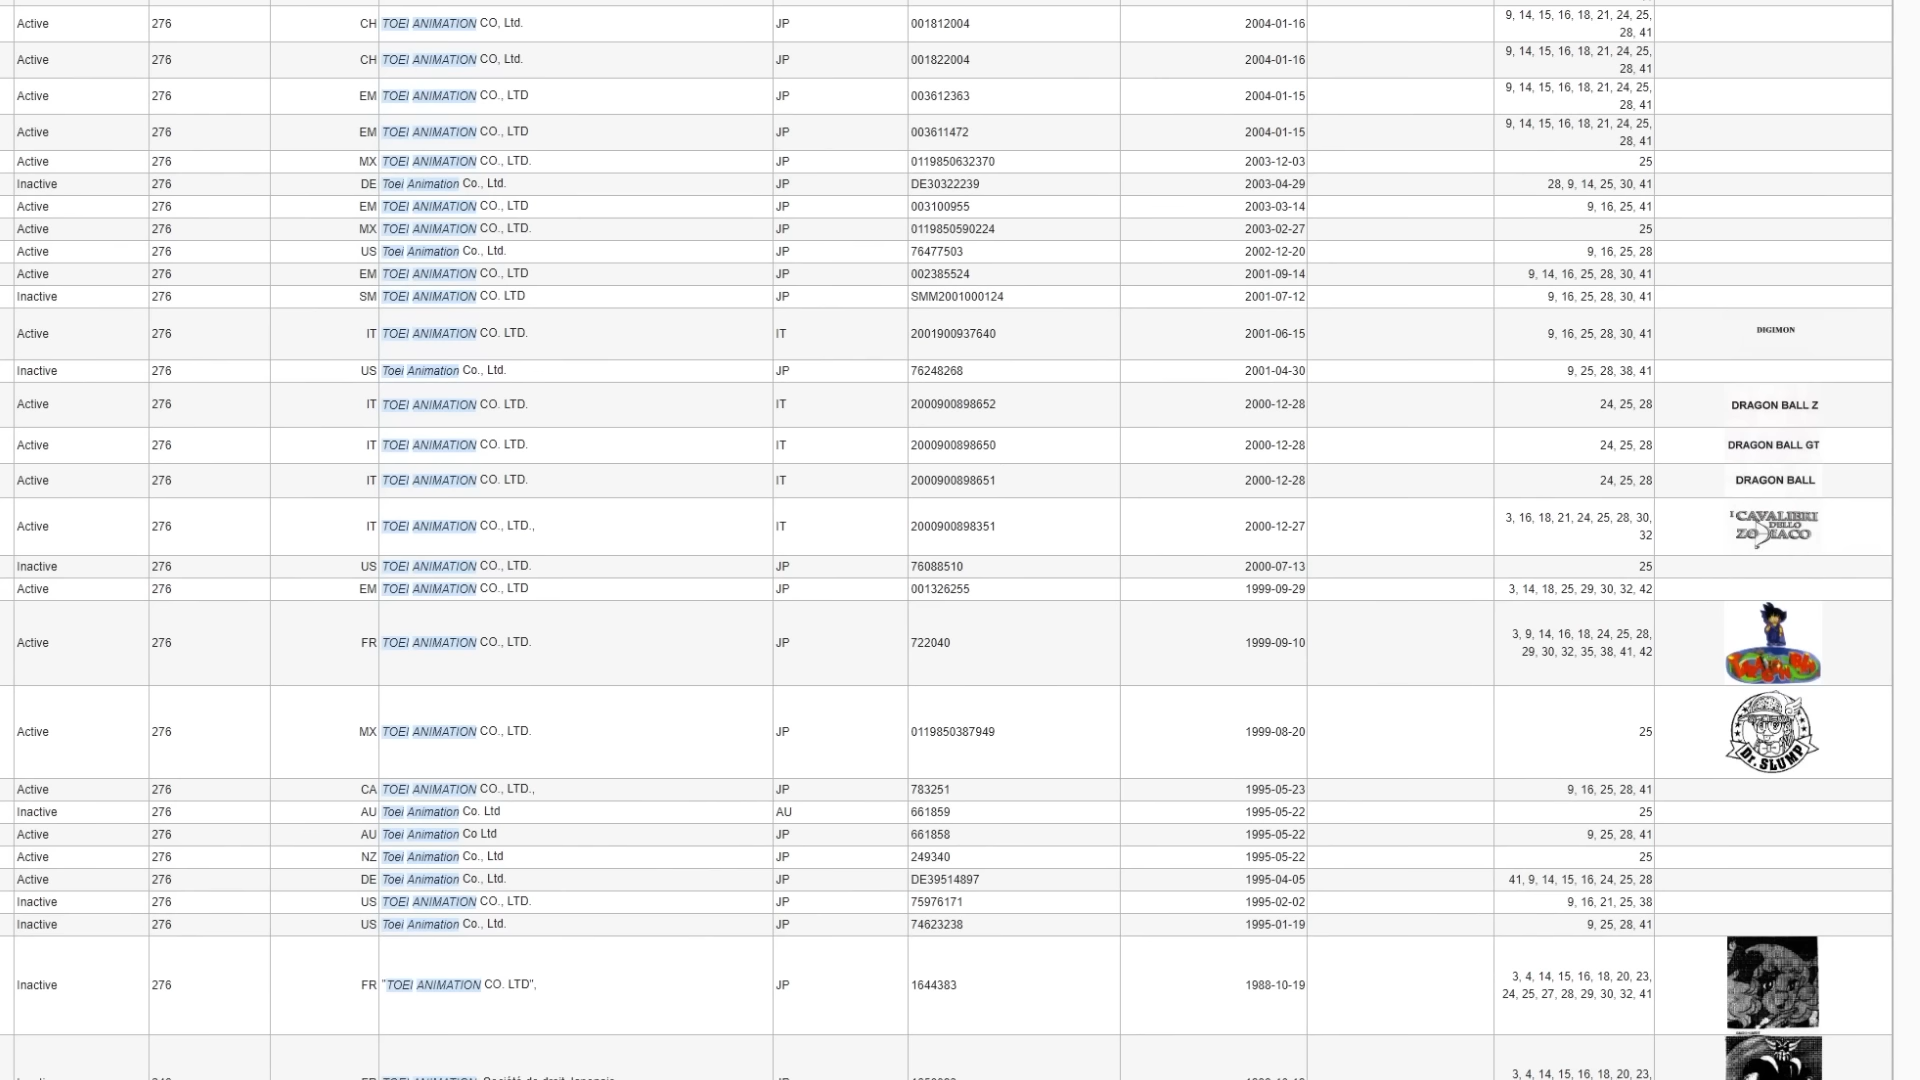 Active 276 CH TOEI ANIMATION CO, Ltd. JP 001812004 2004-01-16 9, 14, 15, 16, 18, 21, 24, 25,
28, 41
Active 276 CH TOEI ANIMATION CO, Ltd. JP 001822004 2004-01-16 9, 14, 15, 16, 18, 21, 24, 25,
28, 41
Active 276 EM TOEI ANIMATION CO., LTD JP 003612363 2004-01-15 9, 14, 15, 16, 18, 21, 24, 25,
28, 41
Active 276 EM TOEI ANIMATION CO., LTD JP 003611472 2004-01-15 9, 14, 15, 16, 18, 21, 24, 25,
28, 41
Active 276 MX TOEI ANIMATION CO., LTD. JP 0119850632370 2003-12-03 25
Inactive 276 DE Toei Animation Co., Ltd. JP DE30322239 2003-04-29 28, 9, 14, 25, 30, 41
Active 276 EM TOEI ANIMATION CO., LTD JP 003100955 2003-03-14 9, 16, 25, 41
Active 276 MX TOEI ANIMATION CO., LTD. JP 0119850590224 2003-02-27 25
Active 276 US Toei Animation Co., Ltd. JP 76477503 2002-12-20 9, 16, 25, 28
Active 276 EM TOEI ANIMATION CO., LTD JP 002385524 2001-09-14 9, 14, 16, 25, 28, 30, 41
Inactive 276 SM TOEI ANIMATION CO. LTD JP SMM2001000124 2001-07-12 9, 16, 25, 28, 30, 41
Active 276 IT TOEI ANIMATION CO. LTD. IT 2001900937640 2001-06-15 9, 16, 25, 28, 30, 41 DIGIMON
Inactive 276 US Toei Animation Co., Ltd. JP 76248268 2001-04-30 9, 25, 28, 38, 41
Active 276 IT TOEI ANIMATION CO. LTD. IT 2000900898652 2000-12-28 24, 25, 28 DRAGON BALL Z
Active 276 IT TOEI ANIMATION CO. LTD. IT 2000900898650 2000-12-28 24, 25, 28 DRAGON BALL GT
Active 276 IT TOEI ANIMATION CO. LTD. IT 2000900898651 2000-12-28 24, 25, 28 DRAGON BALL
Active 276 IT TOEI ANIMATION CO., LTD., IT 2000900898351 2000-12-27 3, 16, 18, 21, 24, 25, 28, 30,
32
I CAVALIERI
DELLO
ZODIACO
Inactive 276 US TOEI ANIMATION CO., LTD. JP 76088510 2000-07-13 25
Active 276 EM TOEI ANIMATION CO., LTD JP 001326255 1999-09-29 3, 14, 18, 25, 29, 30, 32, 42
Active 276 FR TOEI ANIMATION CO., LTD. JP 722040 1999-09-10 3, 9, 14, 16, 18, 24, 25, 28,
29, 30, 32, 35, 38, 41, 42
Active 276 MX TOEI ANIMATION CO., LTD. JP 0119850387949 1999-08-20 25
Dr. SLUMP
Active 276 CA TOEI ANIMATION CO., LTD., JP 783251 1995-05-23 9, 16, 25, 28, 41
Inactive 276 AU Toei Animation Co. Ltd AU 661859 1995-05-22 25
Active 276 AU Toei Animation Co Ltd JP 661858 1995-05-22 9, 25, 28, 41
Active 276 NZ Toei Animation Co., Ltd JP 249340 1995-05-22 25
Active 276 DE Toei Animation Co., Ltd. JP DE39514897 1995-04-05 41, 9, 14, 15, 16, 24, 25, 28
Inactive 276 US TOEI ANIMATION CO., LTD. JP 75976171 1995-02-02 9, 16, 21, 25, 38
Inactive 276 US Toei Animation Co., Ltd. JP 74623238 1995-01-19 9, 25, 28, 41
Inactive 276 FR "TOEI ANIMATION CO. LTD", JP 1644383 1988-10-19 3, 4, 14, 15, 16, 18, 20, 23,
24, 25, 27, 28, 29, 30, 32, 41
3, 4, 14, 15, 16, 18, 20, 23,